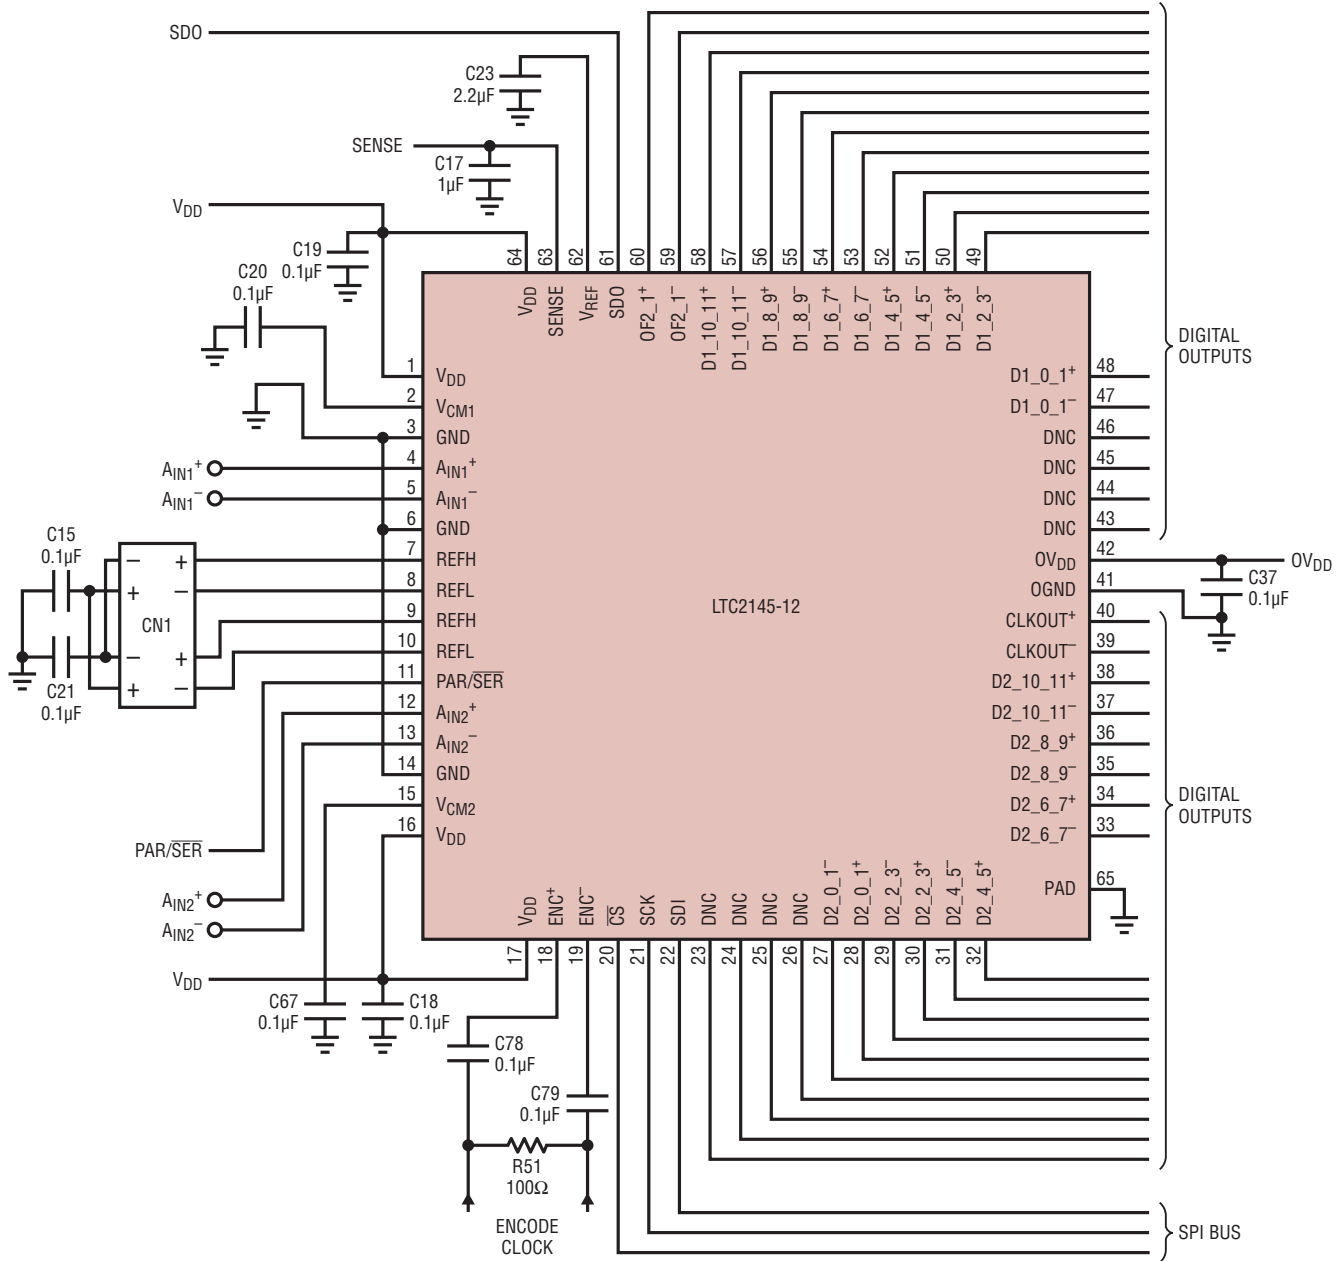 SDO
C23
2.2µF
SENSE
C17
1µF
VDD
C19
0.1µF
C20
0.1µF
64
63
62
61
60
59
58
57
56
55
54
53
52
51
50
49
VDD
SENSE
VREF
SDO
OF2_1+
OF2_1–
D1_10_11+
D1_10_11–
D1_8_9+
D1_8_9–
D1_6_7+
D1_6_7–
D1_4_5+
D1_4_5–
D1_2_3+
D1_2_3–
DIGITAL
OUTPUTS
1 VDD
2 VCM1
3 GND
4 AIN1+
5 AIN1–
6 GND
7 REFH
8 REFL
9 REFH
10 REFL
11 PAR/SER
12 AIN2+
13 AIN2–
14 GND
15 VCM2
16 VDD
AIN1+
AIN1–
C15
0.1µF
– +
+ –
CN1
– +
+ –
C21
0.1µF
PAR/SER
AIN2+
AIN2–
VDD
LTC2145-12
D1_0_1+ 48
D1_0_1– 47
DNC 46
DNC 45
DNC 44
DNC 43
OVDD 42
OGND 41
CLKOUT+ 40
CLKOUT– 39
D2_10_11+ 38
D2_10_11– 37
D2_8_9+ 36
D2_8_9– 35
D2_6_7+ 34
D2_6_7– 33
PAD 65
OVDD
C37
0.1µF
DIGITAL
OUTPUTS
VDD
ENC+
ENC–
CS
SCK
SDI
DNC
DNC
DNC
DNC
D2_0_1–
D2_0_1+
D2_2_3–
D2_2_3+
D2_4_5–
D2_4_5+
17
18
19
20
21
22
23
24
25
26
27
28
29
30
31
32
C67
0.1µF
C18
0.1µF
C78
0.1µF
C79
0.1µF
R51
100Ω
ENCODE
CLOCK
SPI BUS